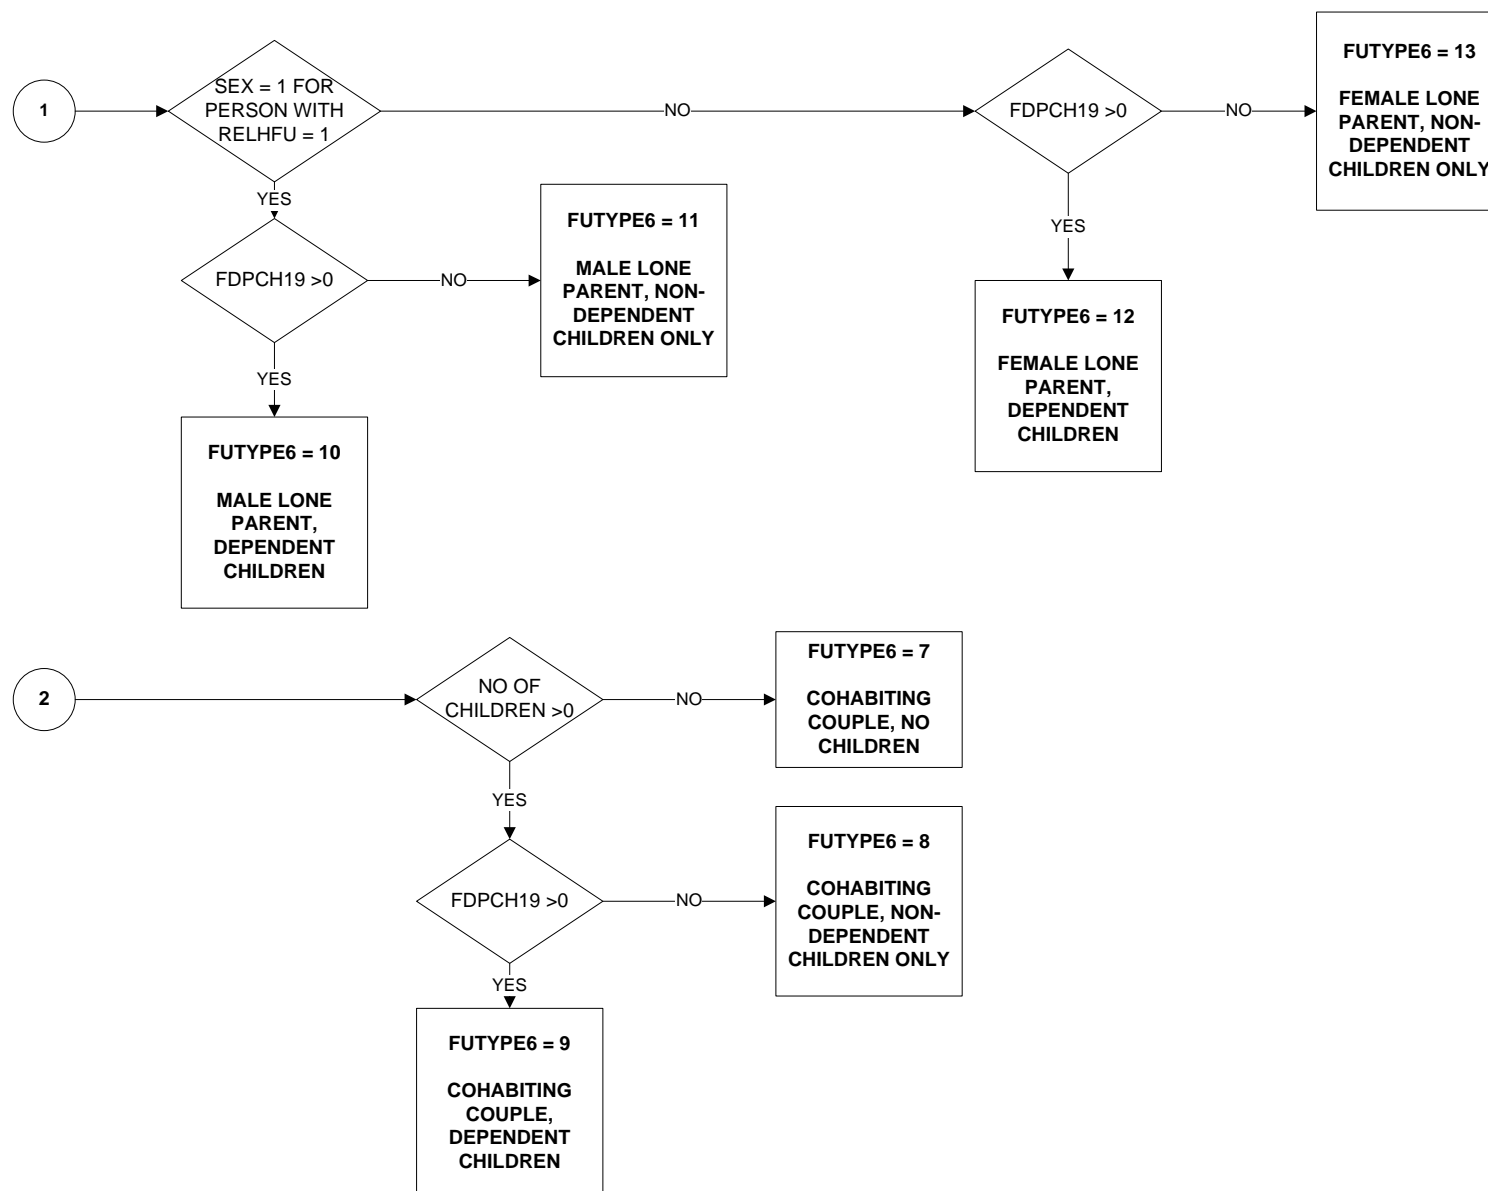 1
SEX = 1 FOR
PERSON WITH
RELHFU = 1
NO
FDPCH19 >0
NO
FUTYPE6 = 13
FEMALE LONE
PARENT, NON-
DEPENDENT
CHILDREN ONLY
YES
FDPCH19 >0
NO
FUTYPE6 = 11
MALE LONE
PARENT, NON-
DEPENDENT
CHILDREN ONLY
YES
FUTYPE6 = 12
FEMALE LONE
PARENT,
DEPENDENT
CHILDREN
YES
FUTYPE6 = 10
MALE LONE
PARENT,
DEPENDENT
CHILDREN
2
NO OF
CHILDREN >0
NO
FUTYPE6 = 7
COHABITING
COUPLE, NO
CHILDREN
YES
FDPCH19 >0
NO
FUTYPE6 = 8
COHABITING
COUPLE, NON-
DEPENDENT
CHILDREN ONLY
YES
FUTYPE6 = 9
COHABITING
COUPLE,
DEPENDENT
CHILDREN